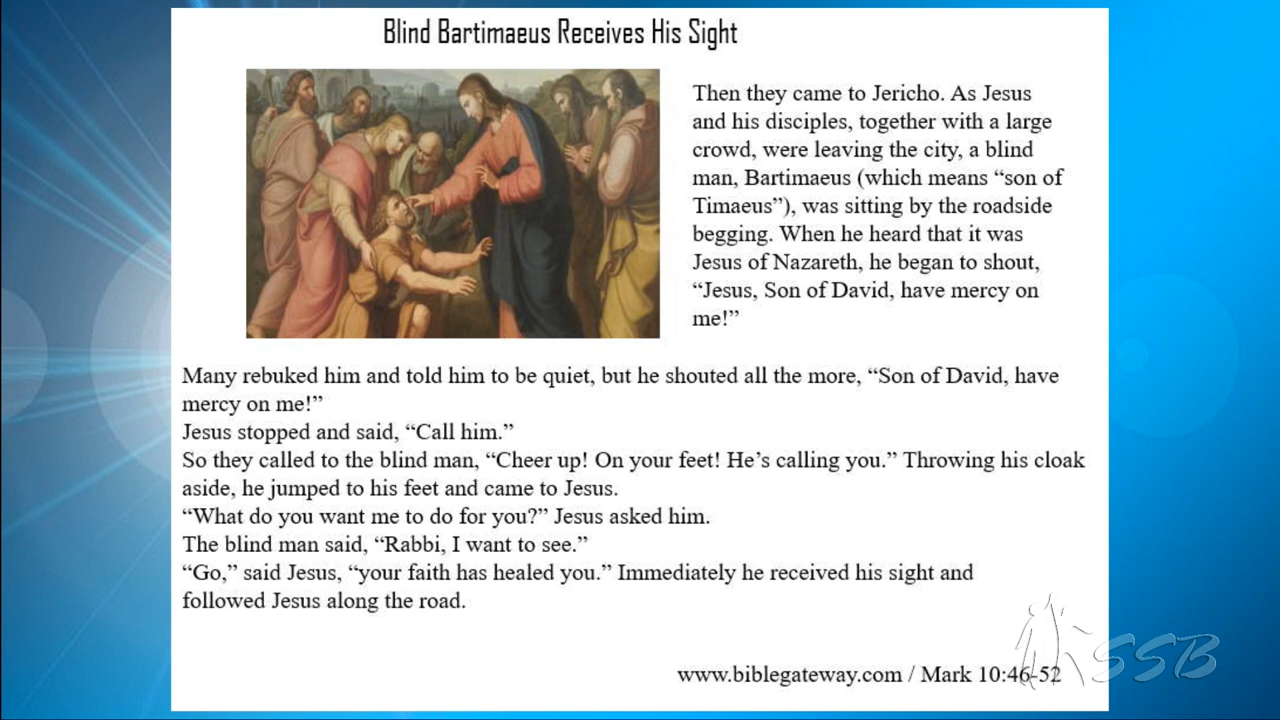 Blind Bartimaeus Receives His Sight
Then they came to Jericho. As Jesus
and his disciples, together with a large
crowd, were leaving the city, a blind
man, Bartimaeus (which means “son of
Timaeus”), was sitting by the roadside
begging. When he heard that it was
Jesus of Nazareth, he began to shout,
“Jesus, Son of David, have mercy on
me!”
Many rebuked him and told him to be quiet, but he shouted all the more, “Son of David, have
mercy on me!”
Jesus stopped and said, “Call him.”
So they called to the blind man, “Cheer up! On your feet! He’s calling you.” Throwing his cloak
aside, he jumped to his feet and came to Jesus.
“What do you want me to do for you?” Jesus asked him.
The blind man said, “Rabbi, I want to see.”
“Go,” said Jesus, “your faith has healed you.” Immediately he received his sight and
followed Jesus along the road.
SSB
www.biblegateway.com / Mark 10:46-52